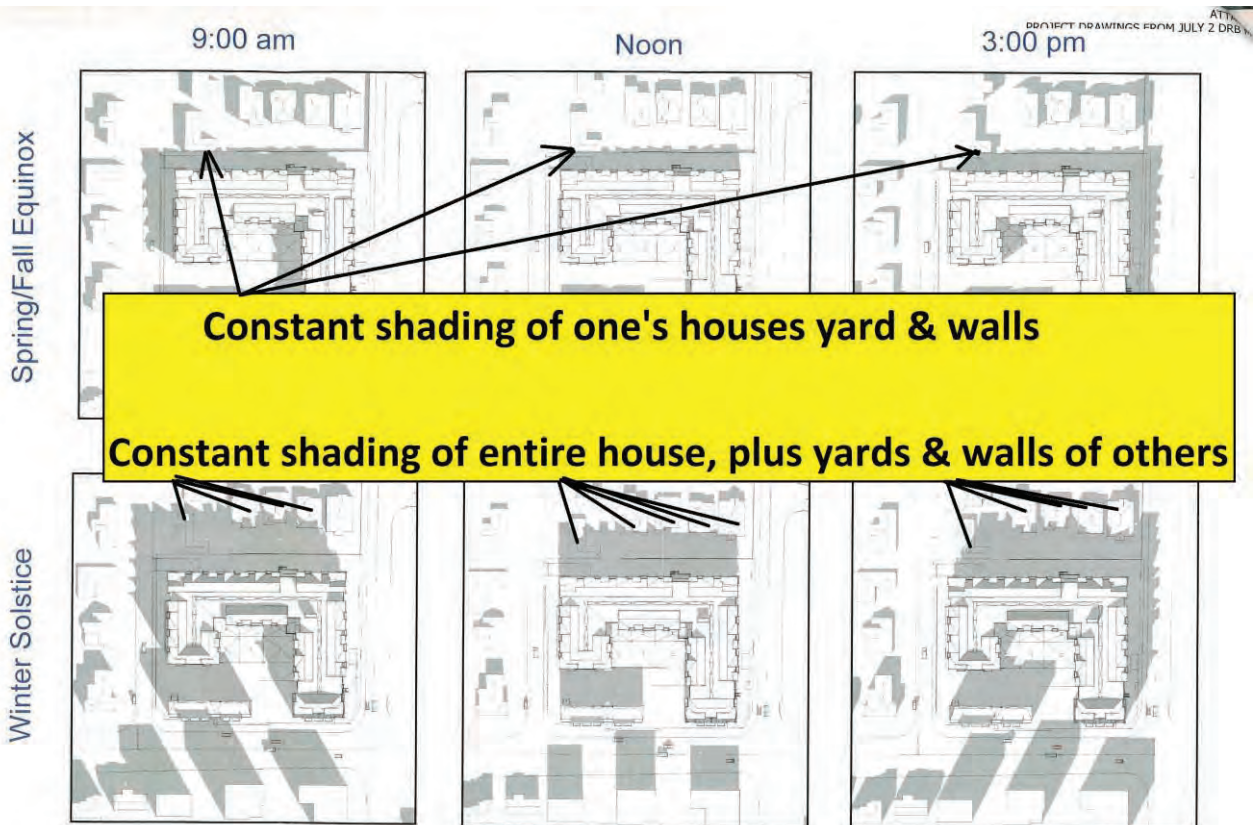 ATTA
PROJECT DRAWINGS FROM JULY 2 DRB
9:00 am
Noon
3:00 pm
Spring/Fall Equinox
Constant shading of one's houses yard & walls
Constant shading of entire house, plus yards & walls of others
Winter Solstice